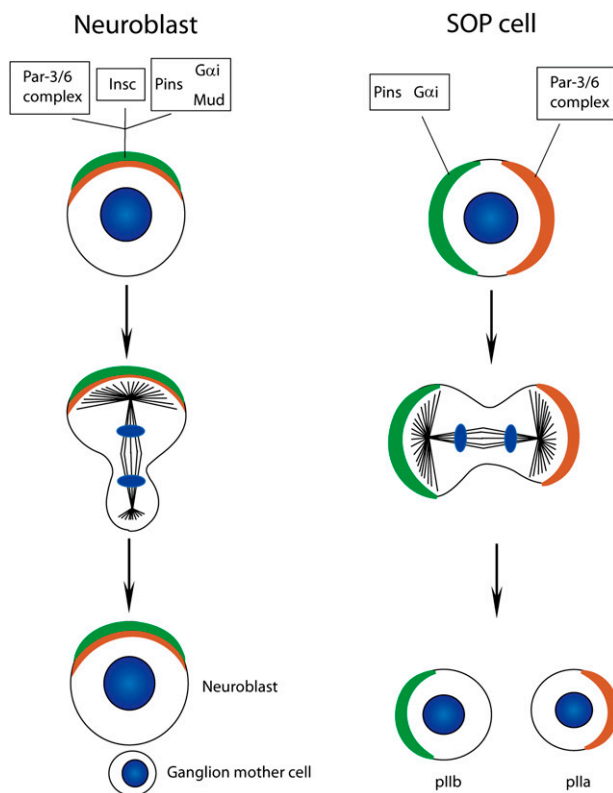 Neuroblast
SOP cell
Par-3/6
complex
Insc
Pins
Gαi
Mud
Pins Gαi
Par-3/6
complex
Neuroblast
Ganglion mother cell
pIIb
pIIa